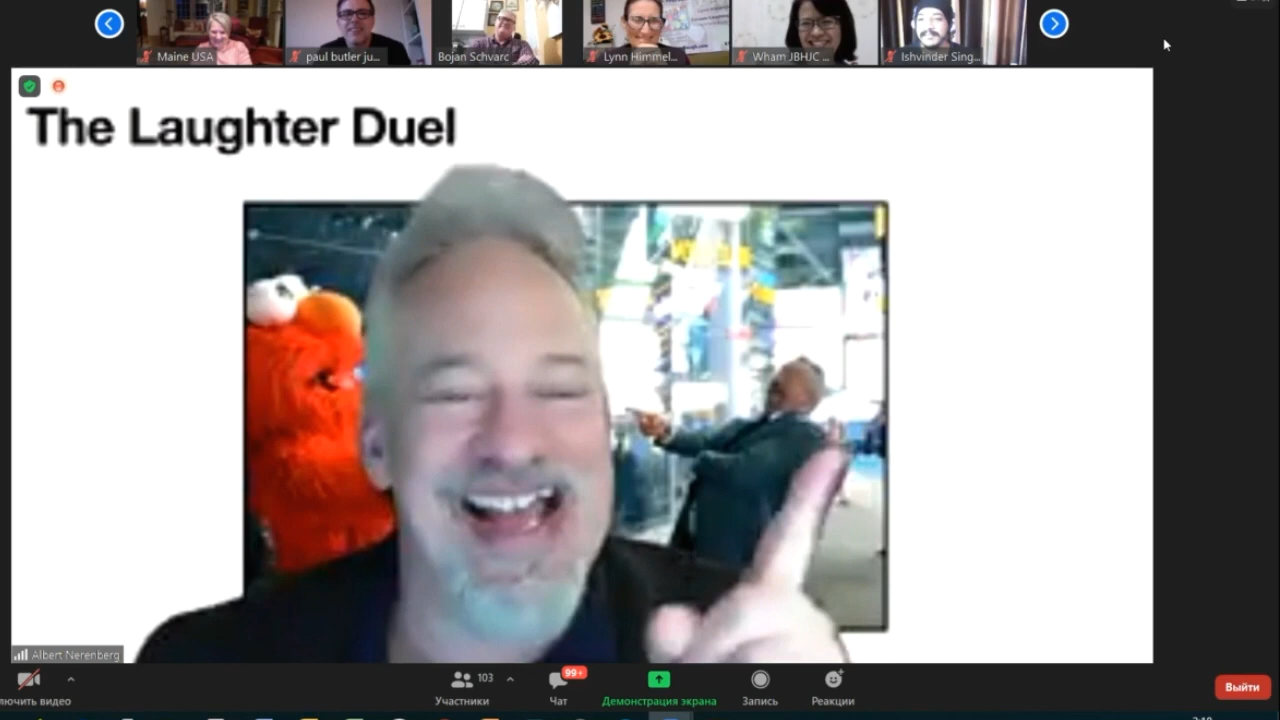 Maine USA
paul butler ju...
Bojan Schvarc
Lynn Himmel...
Wham JBHJC ...
Ishvinder Sing...
The Laughter Duel
Albert Nerenberg
лючить видео
103
Участники
99+
Чат
Демонстрация экрана
Запись
Реакции
Выйти